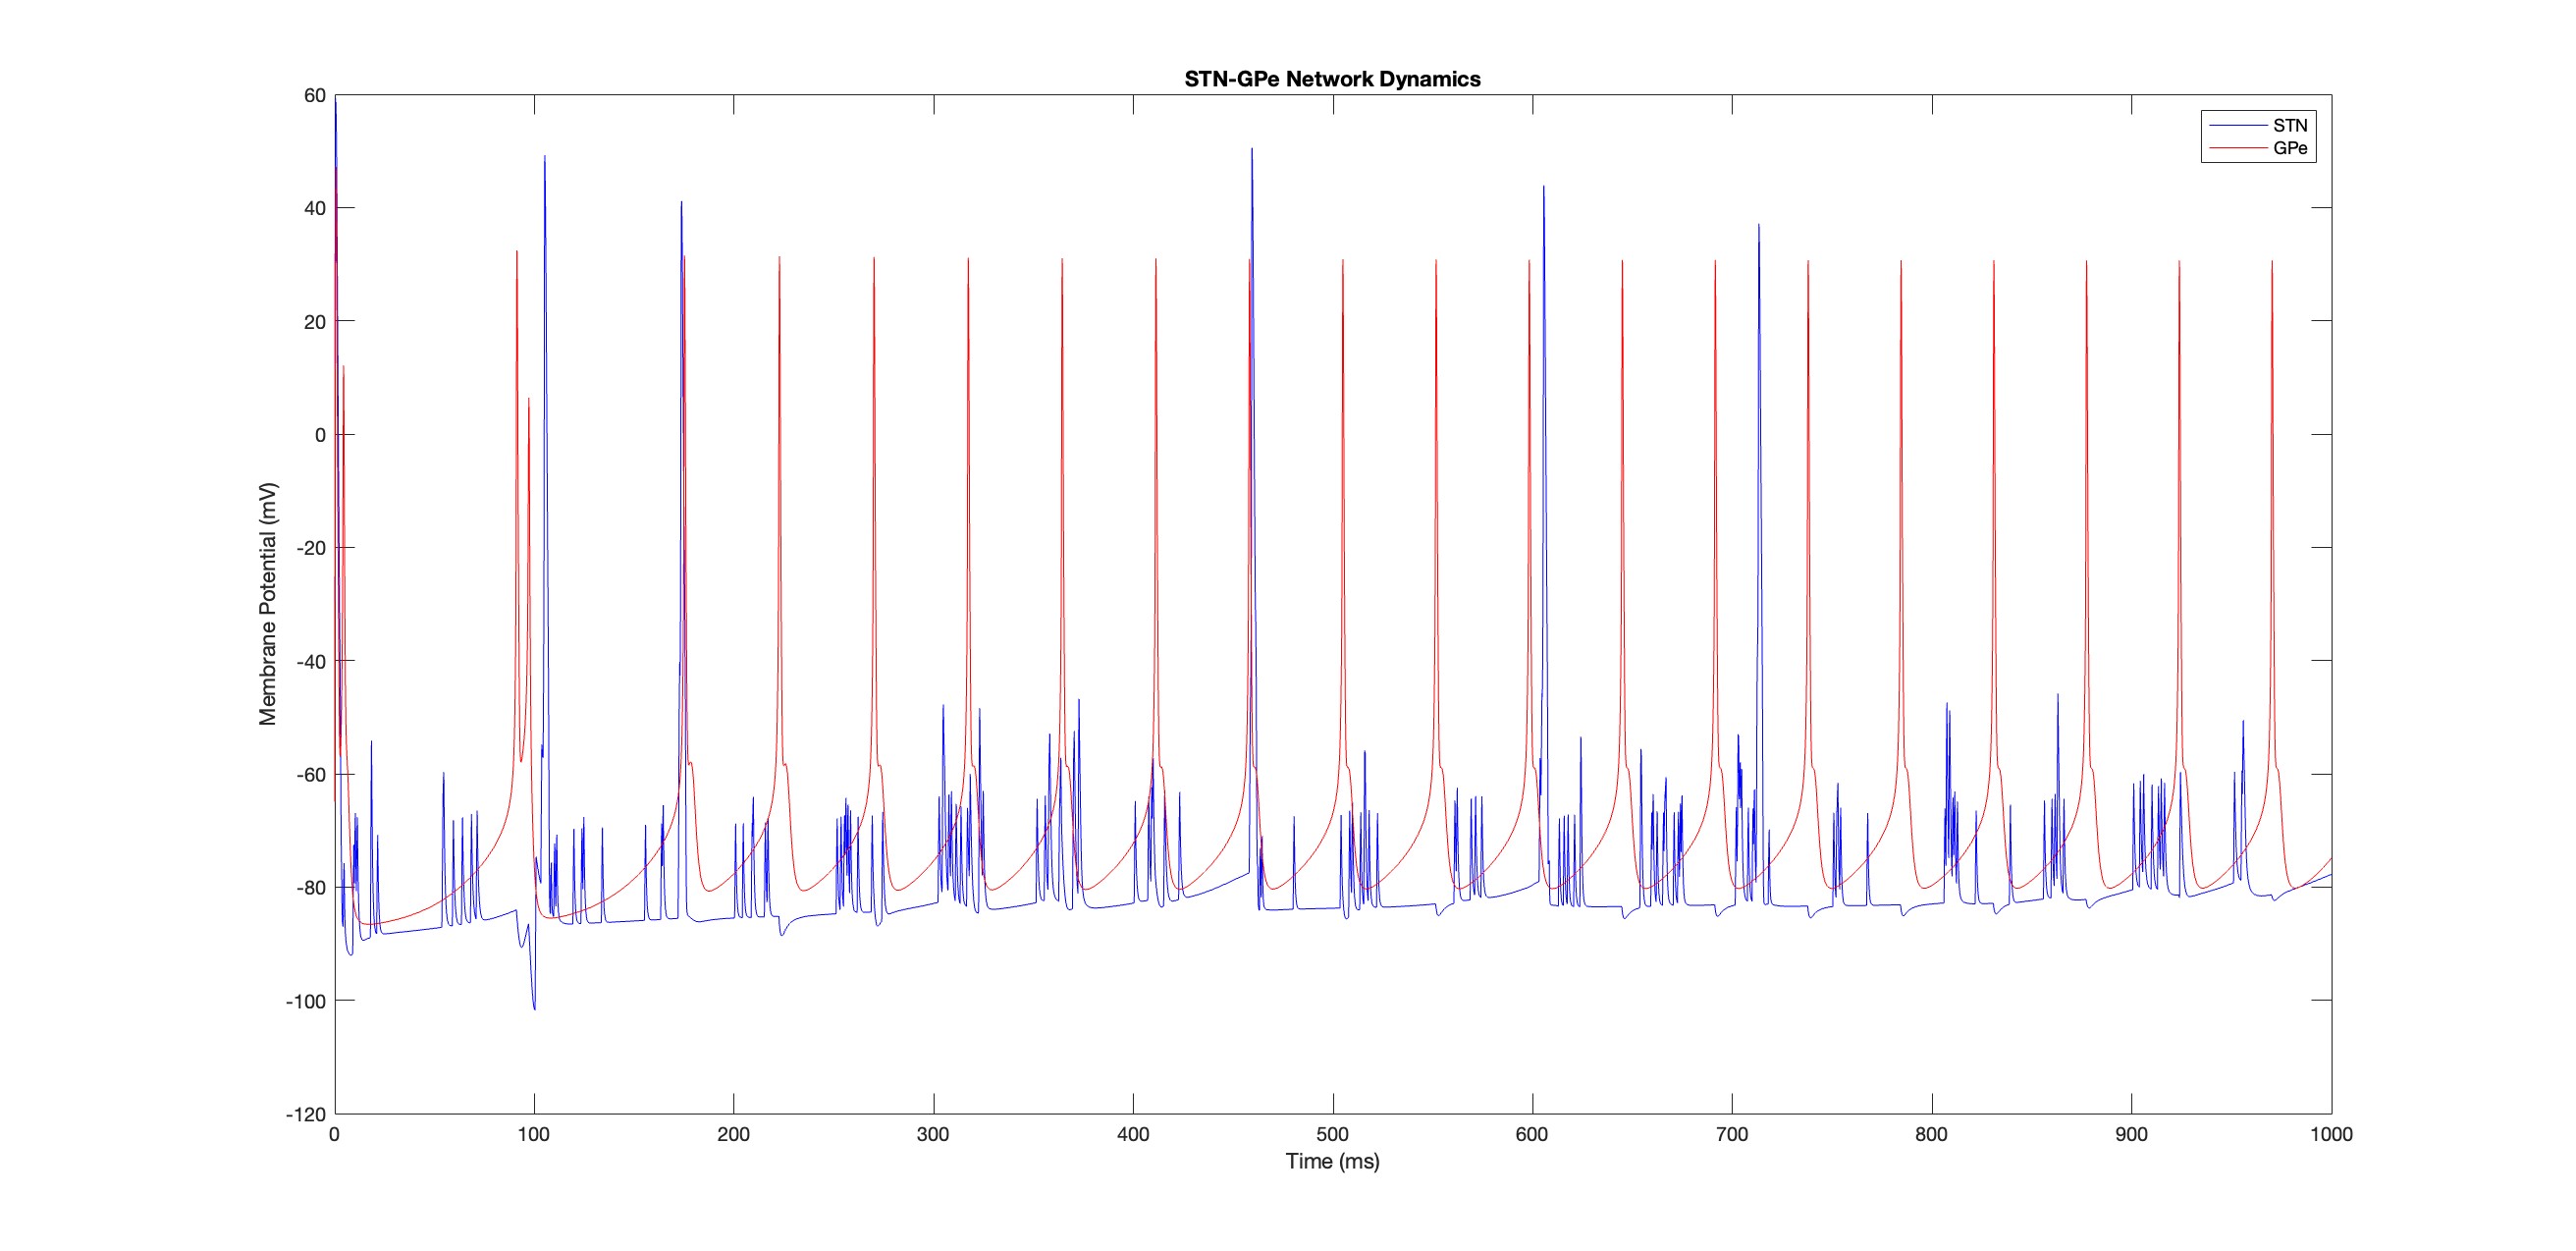 STN-GPe Network Dynamics
STN
GPe
60
40
20
0
-20
-40
-60
-80
-100
-120
Membrane Potential (mV)
0 100 200 300 400 500 600 700 800 900 1000
Time (ms)